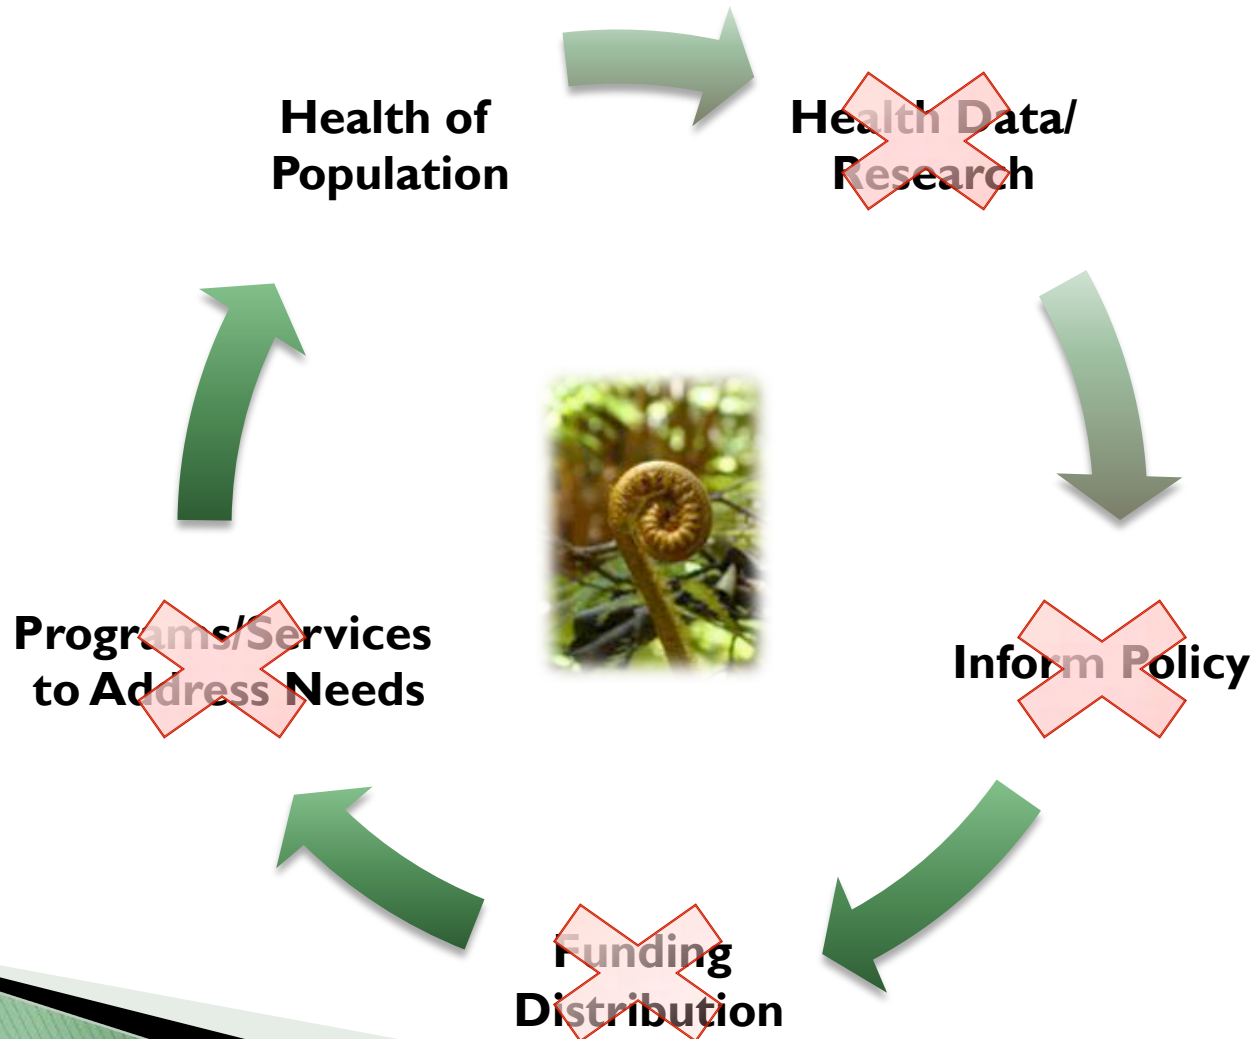 Health of
Population
Health Data/
Research
Inform Policy
Funding
Distribution
Programs/Services
to Address Needs